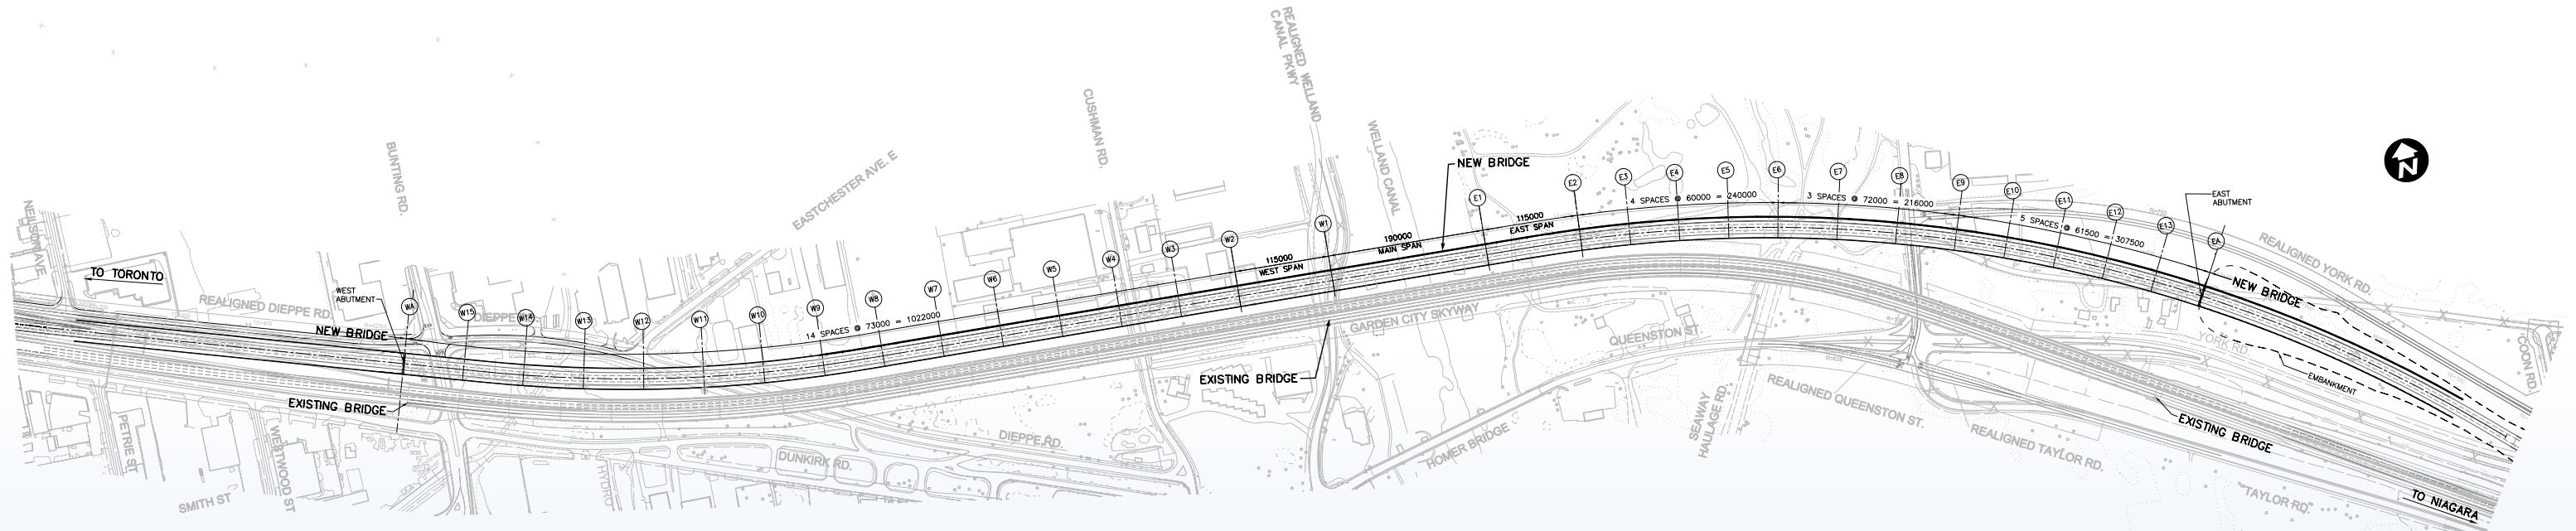 NEILSON AVE.
TO TORONTO
REALIGNED DIEPPE RD.
NEW BRIDGE
WEST
ABUTMENT
BUNTING RD.
WA
W15
DIEPPE
W14
W13
W12
W11
W10
W9
W8
W7
W6
W5
W4
W3
W2
W1
14 SPACES @ 73000 = 1022000
EASTCHESTER AVE. E
CUSHMAN RD.
REALIGNED WELLAND
CANAL PKWY
WELLAND CANAL
115000
WEST SPAN
190000
MAIN SPAN
NEW BRIDGE
115000
EAST SPAN
E1
E2
E3
E4
E5
E6
E7
E8
E9
E10
E11
E12
E13
EA
4 SPACES @ 60000 = 240000
3 SPACES @ 72000 = 216000
5 SPACES @ 61500 = 307500
EAST
ABUTMENT
N
REALIGNED YORK RD.
NEW BRIDGE
YORK RD.
EMBANKMENT
COON RD.
EXISTING BRIDGE
PETRIE ST
SMITH ST
WESTWOOD ST
HYDRO
DUNKIRK RD.
DIEPPE RD.
EXISTING BRIDGE
GARDEN CITY SKYWAY
HOMER BRIDGE
QUEENSTON ST.
SEAWAY
HAULAGE RD.
REALIGNED QUEENSTON ST.
REALIGNED TAYLOR RD.
EXISTING BRIDGE
TAYLOR RD.
TO NIAGARA